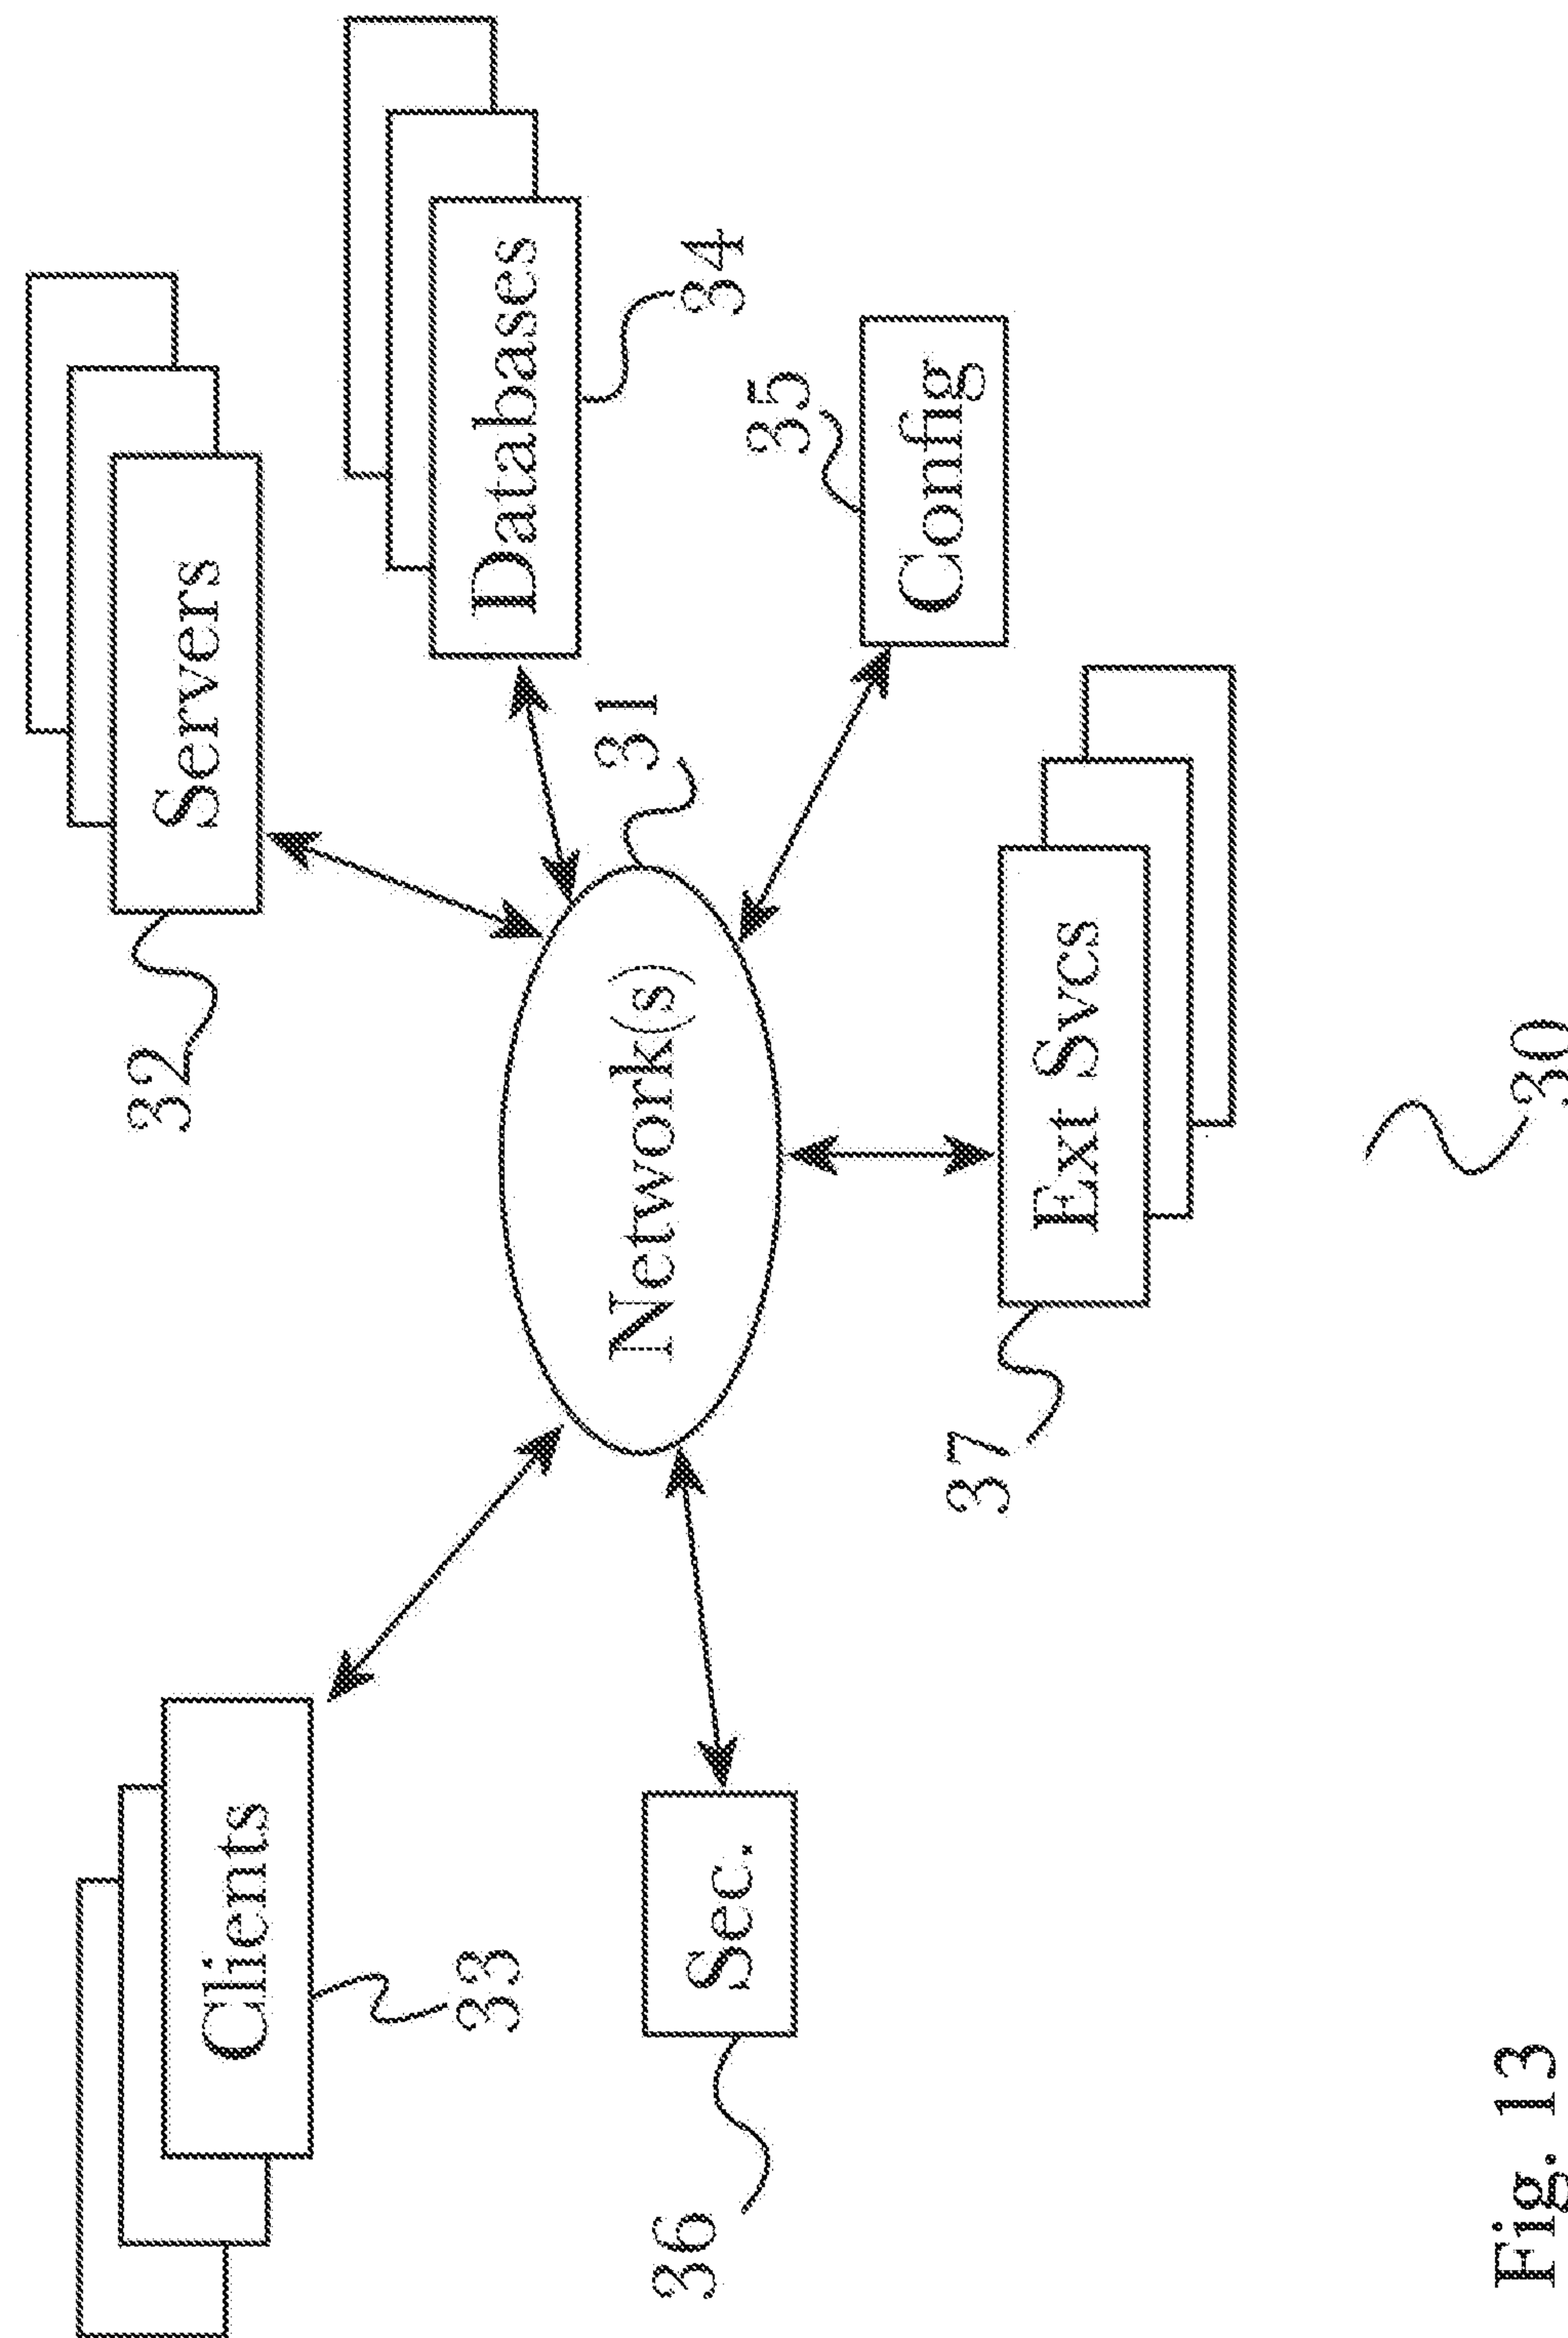 Servers
32
Clients
33
Databases
34
31
Network(s)
35
Config
Sec.
36
Ext Svcs
37
30
Fig. 13